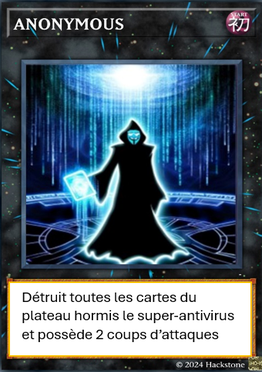 ANONYMOUS
START
初
Détruit toutes les cartes du
plateau hormis le super-antivirus
et possède 2 coups d’attaques
© 2024 Hackstone